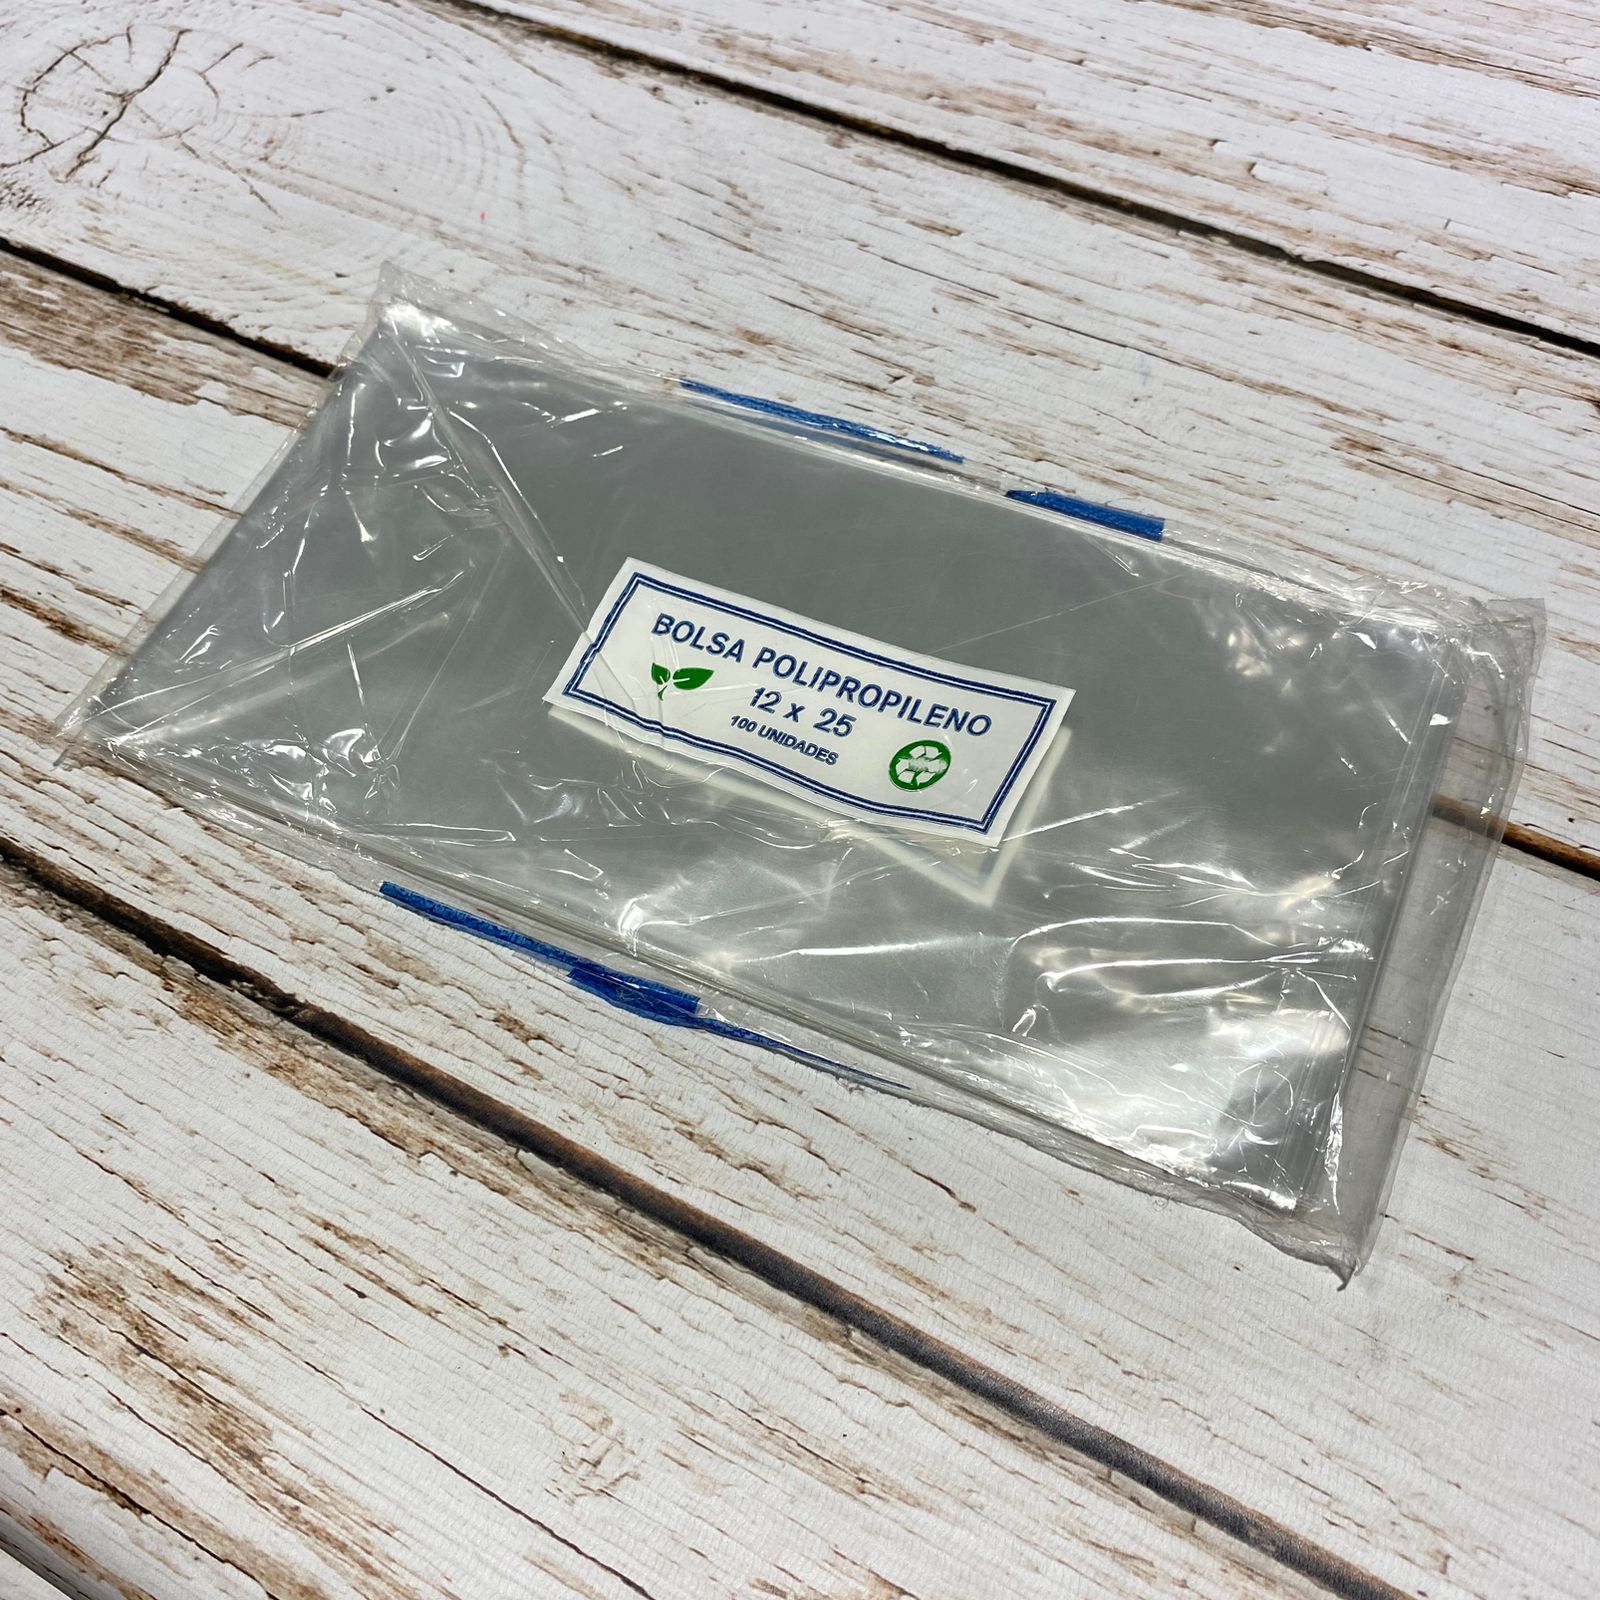 BOLSA POLIPROPILENO
12 x 25
100 UNIDADES